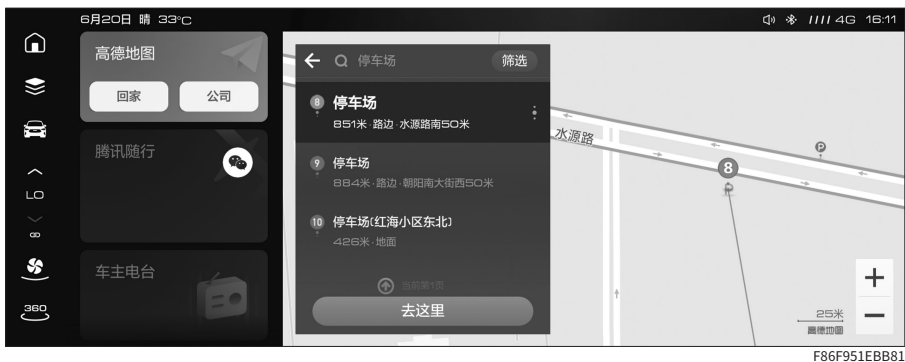 6月20日 晴 33°C
4G 16:11
高德地图
回家
公司
腾讯随行
LO
车主电台
360
停车场
筛选
8
停车场
851米·路边·水源路南50米
9
停车场
884米·路边·朝阳南大街西50米
10
停车场(红海小区东北)
426米·地面
当前第1页
去这里
水源路
8
P
25米
高德地图
F86F951EBB81